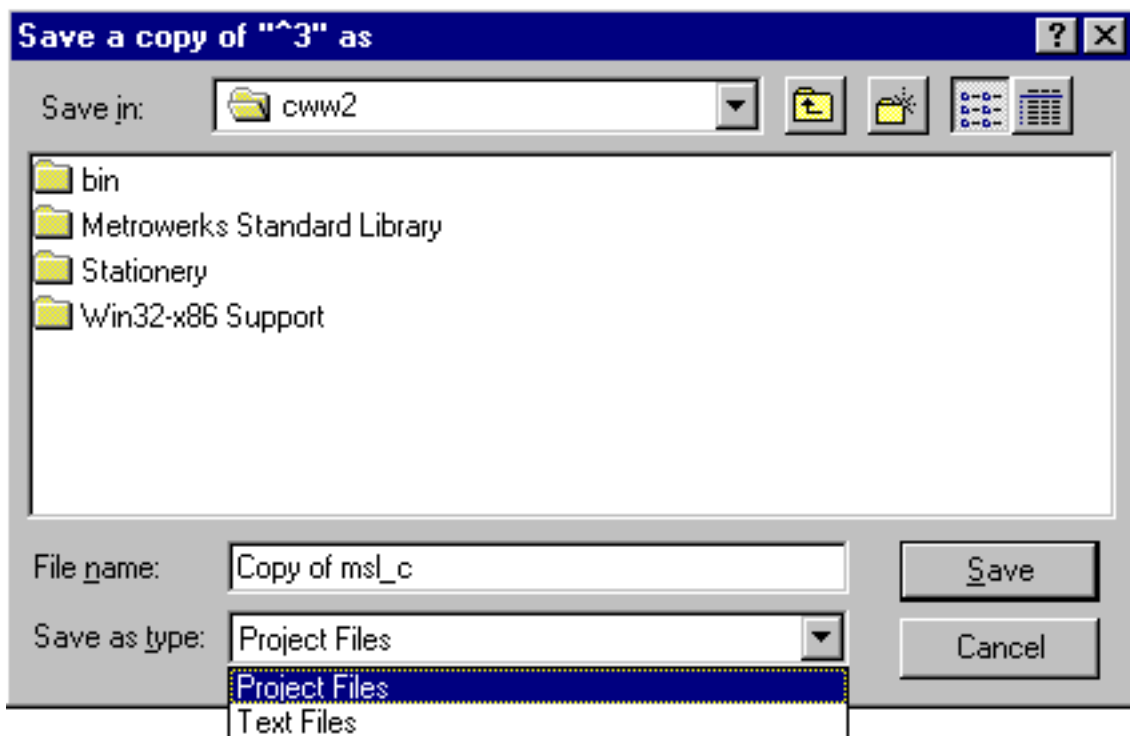 Save a copy of "^3" as
Save in: cww2
bin
Metrowerks Standard Library
Stationery
Win32-x86 Support
File name: Copy of msl_c Save
Save as type: Project Files Cancel
Project Files
Text Files